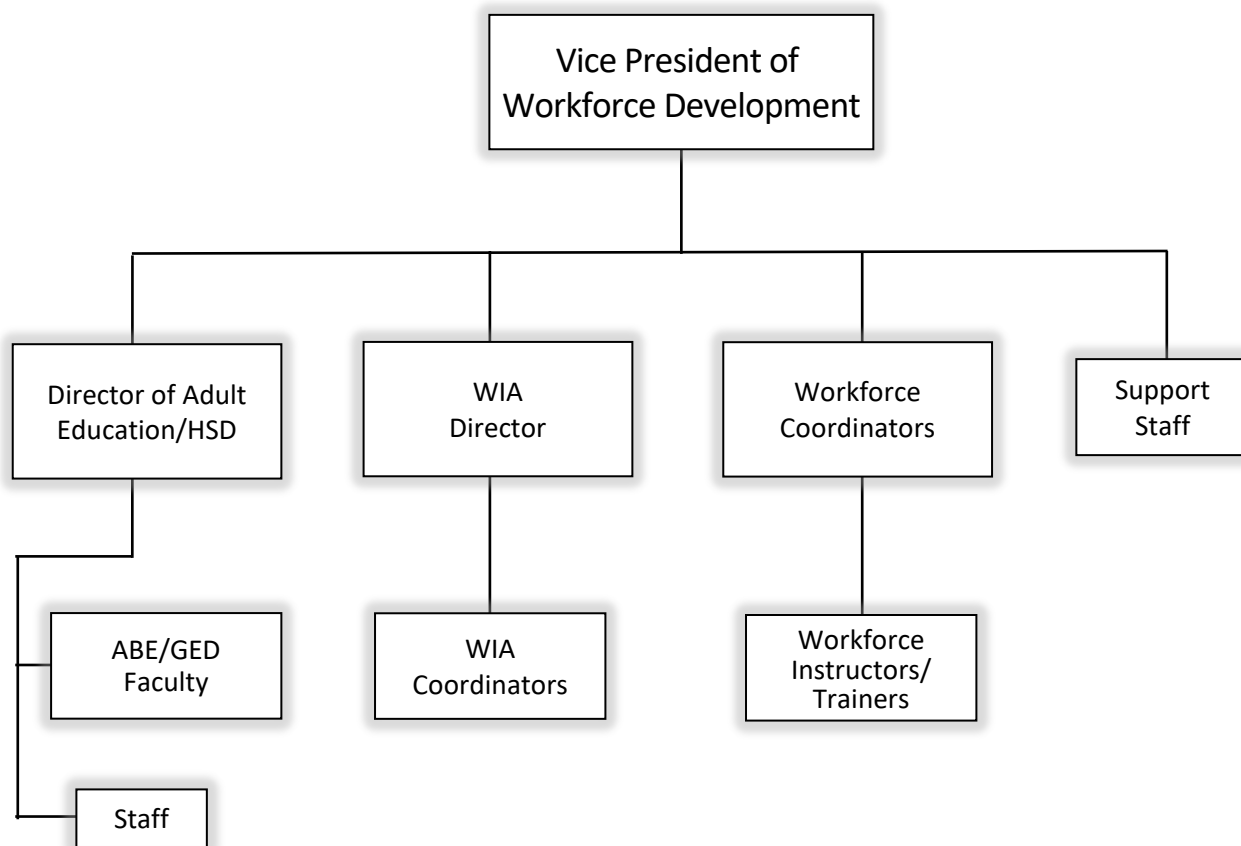 Vice President of
Workforce Development
Director of Adult
Education/HSD
WIA
Director
Workforce
Coordinators
Support
Staff
ABE/GED
Faculty
WIA
Coordinators
Workforce
Instructors/
Trainers
Staff